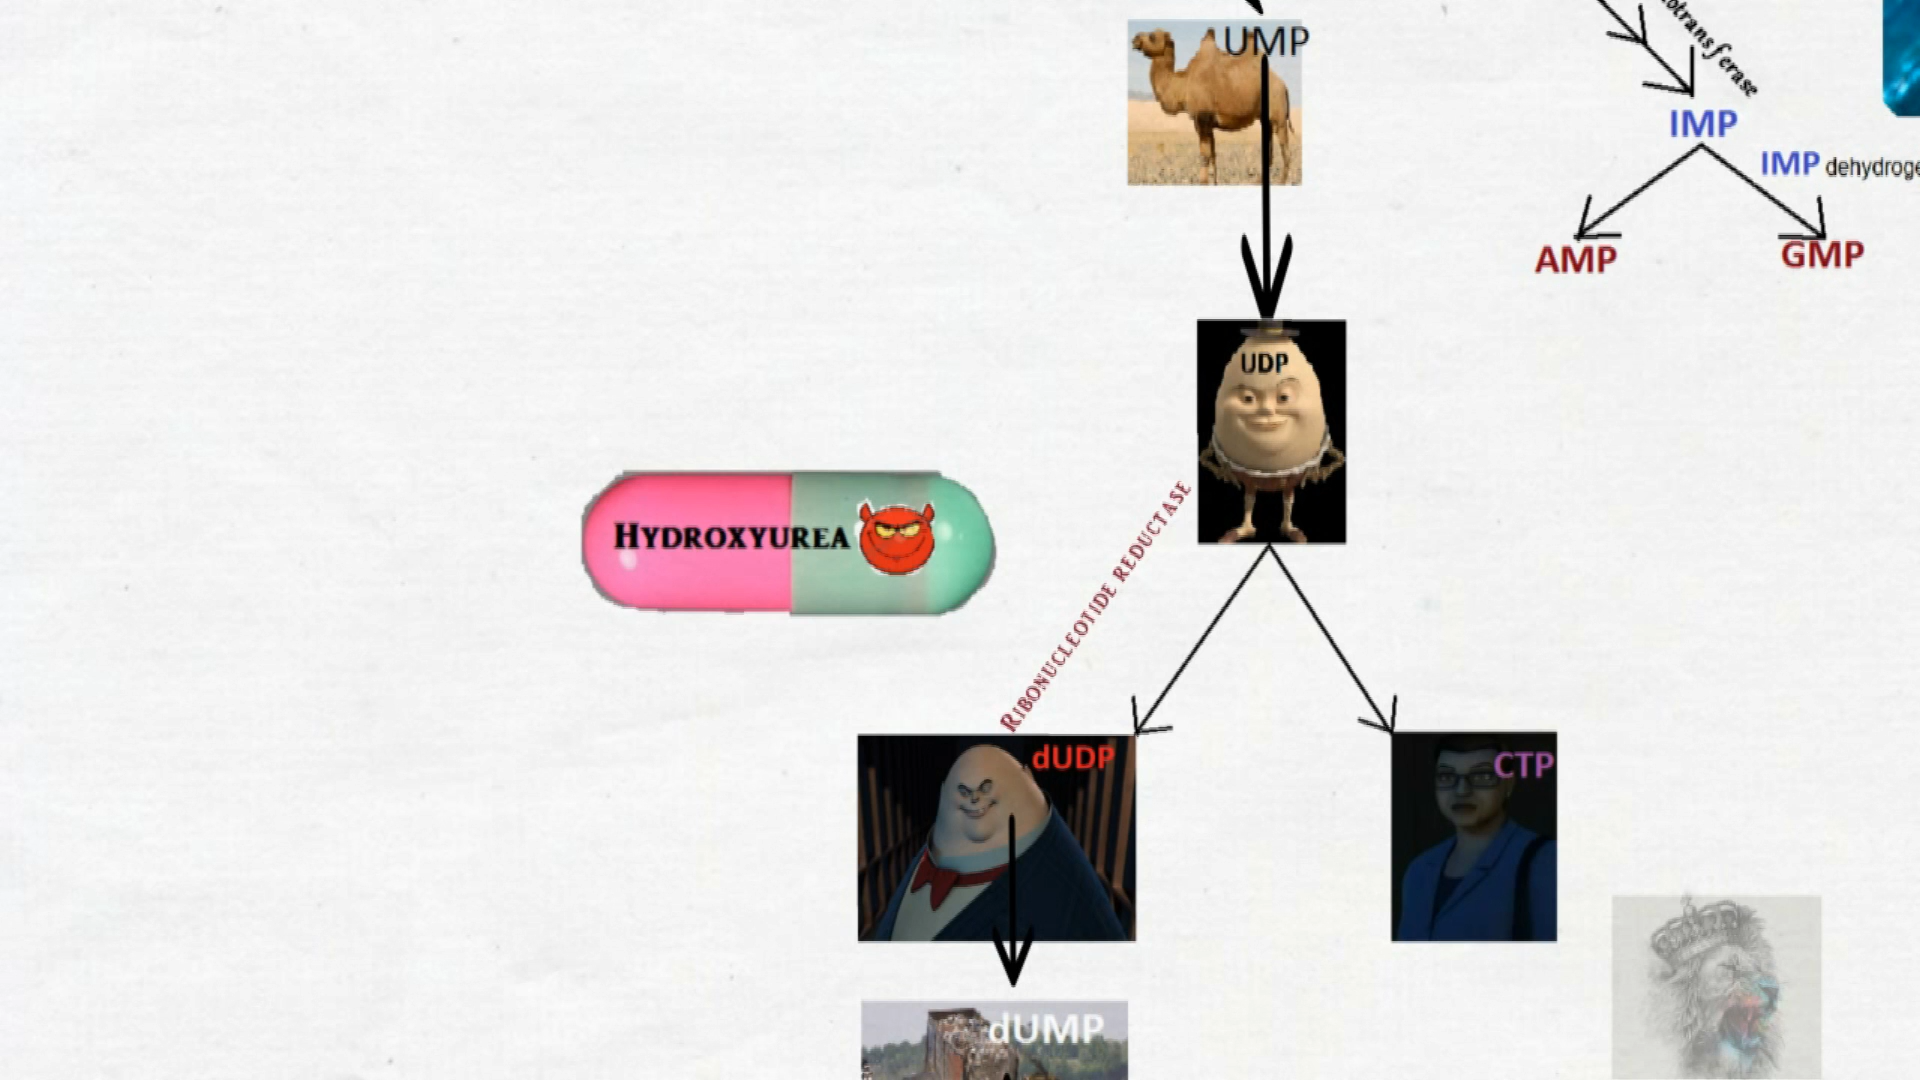 UMP
otransferase
IMP
IMP dehydroge
AMP
GMP
UDP
HYDROXYUREA
RIBONUCLEOTIDE REDUCTASE
dUDP
CTP
dUMP